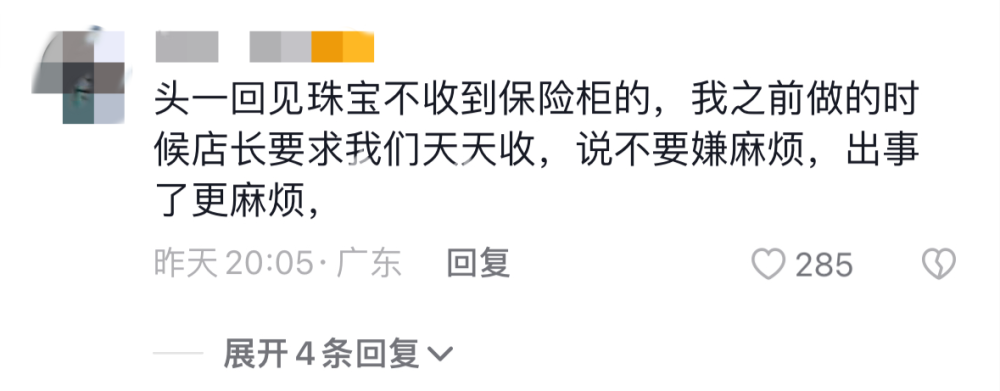 头一回见珠宝不收到保险柜的，我之前做的时
候店长要求我们天天收，说不要嫌麻烦，出事
了更麻烦，
昨天 20:05· 广东 回复 285
展开 4 条回复